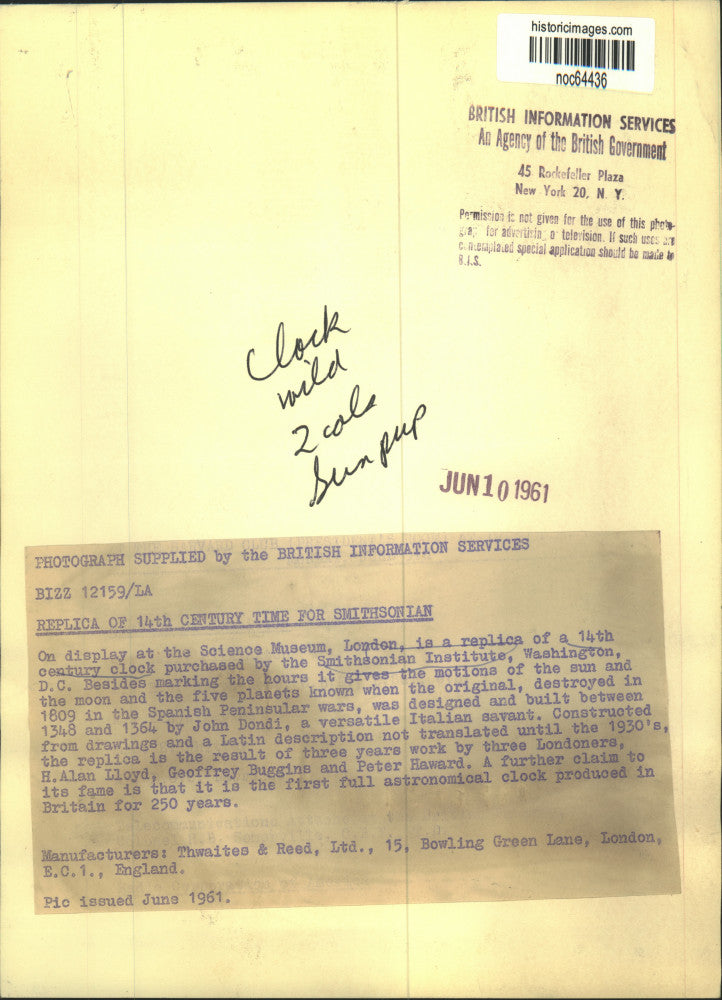 historicimages.com
noc64436
BRITISH INFORMATION SERVICES
An Agency of the British Government
45 Rockefeller Plaza
New York 20, N. Y.
Permission is not given for the use of this photo-
for advertising or television. If such uses are
contemplated special application should be made to
B.I.S.
Clock
wild
2 cols
Sun pup
JUN 10 1961
PHOTOGRAPH SUPPLIED by the BRITISH INFORMATION SERVICES
BIZZ 12159/LA
REPLICA OF 14th CENTURY TIME FOR SMITHSONIAN
On display at the Science Museum, London, is a replica of a 14th
century clock purchased by the Smithsonian Institute, Washington,
D.C. Besides marking the hours it gives the motions of the sun and
the moon and the five planets known when the original, destroyed in
1809 in the Spanish Peninsular wars, was designed and built between
1348 and 1364 by John Dondi, a versatile Italian savant. Constructed
from drawings and a Latin description not translated until the 1930's,
the replica is the result of three years work by three Londoners,
H.Alan Lloyd, Geoffrey Buggins and Peter Haward. A further claim to
its fame is that it is the first full astronomical clock produced in
Britain for 250 years.
Manufacturers: Thwaites & Reed, Ltd., 15, Bowling Green Lane, London,
E.C.1., England.
Pic issued June 1961.